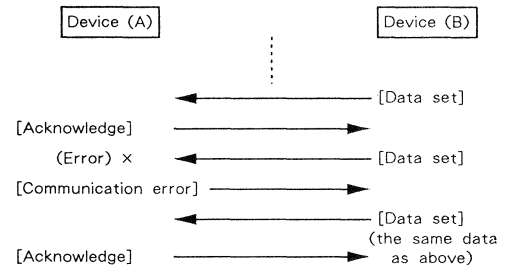 Device (A) Device (B)
[Data set]
[Acknowledge]
(Error) × [Data set]
[Communication error]
[Data set]
(the same data
[Acknowledge] as above)